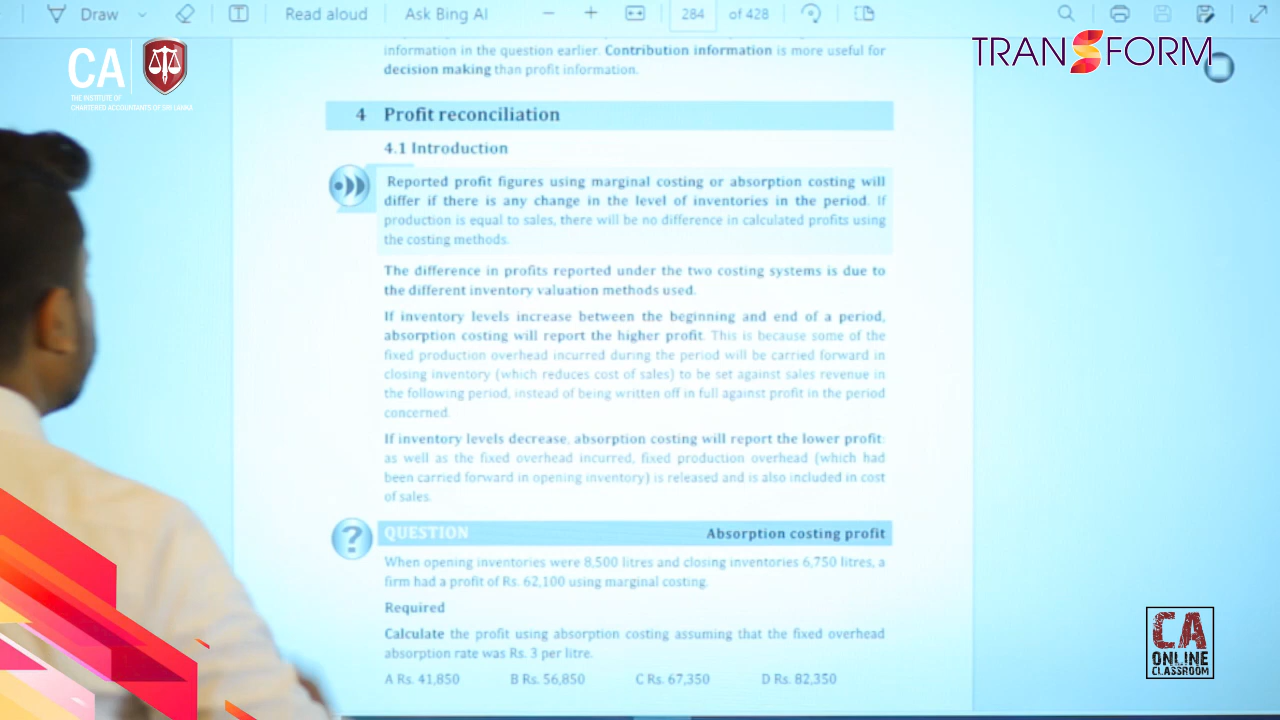 Draw
Read aloud
Ask Bing AI
284
of 428
CA
THE INSTITUTE OF
CHARTERED ACCOUNTANTS OF SRI LANKA
TRANSFORM
information in the question earlier. Contribution information is more useful for
decision making than profit information.
4 Profit reconciliation
4.1 Introduction
Reported profit figures using marginal costing or absorption costing will
differ if there is any change in the level of inventories in the period. If
production is equal to sales, there will be no difference in calculated profits using
the costing methods.
The difference in profits reported under the two costing systems is due to
the different inventory valuation methods used.
If inventory levels increase between the beginning and end of a period,
absorption costing will report the higher profit. This is because some of the
fixed production overhead incurred during the period will be carried forward in
closing inventory (which reduces cost of sales) to be set against sales revenue in
the following period, instead of being written off in full against profit in the period
concerned.
If inventory levels decrease, absorption costing will report the lower profit:
as well as the fixed overhead incurred, fixed production overhead (which had
been carried forward in opening inventory) is released and is also included in cost
of sales.
?
QUESTION Absorption costing profit
When opening inventories were 8,500 litres and closing inventories 6,750 litres, a
firm had a profit of Rs. 62,100 using marginal costing.
Required
Calculate the profit using absorption costing assuming that the fixed overhead
absorption rate was Rs. 3 per litre.
A Rs. 41,850 B Rs. 56,850 C Rs. 67,350 D Rs. 82,350
CA
ONLINE
CLASSROOM